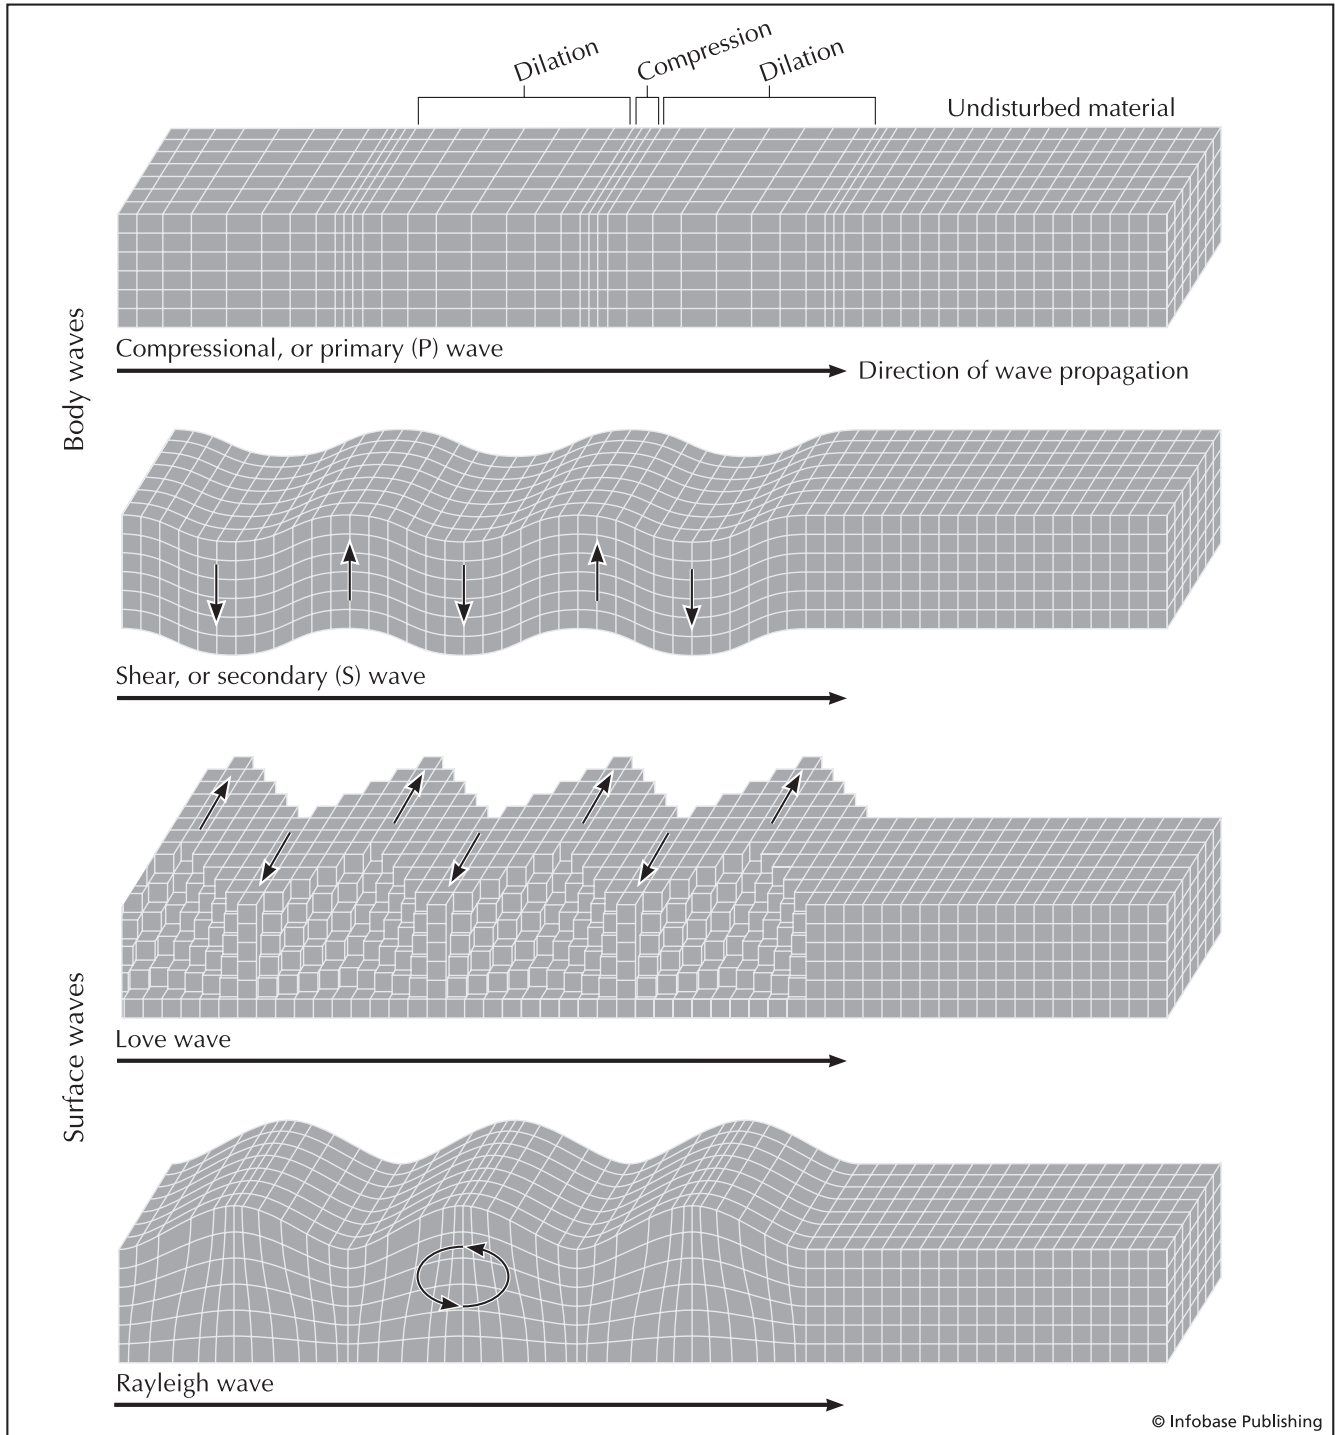 Dilation
Compression
Dilation
Undisturbed material
Body waves
Compressional, or primary (P) wave
Direction of wave propagation
Shear, or secondary (S) wave
Surface waves
Love wave
Rayleigh wave
© Infobase Publishing